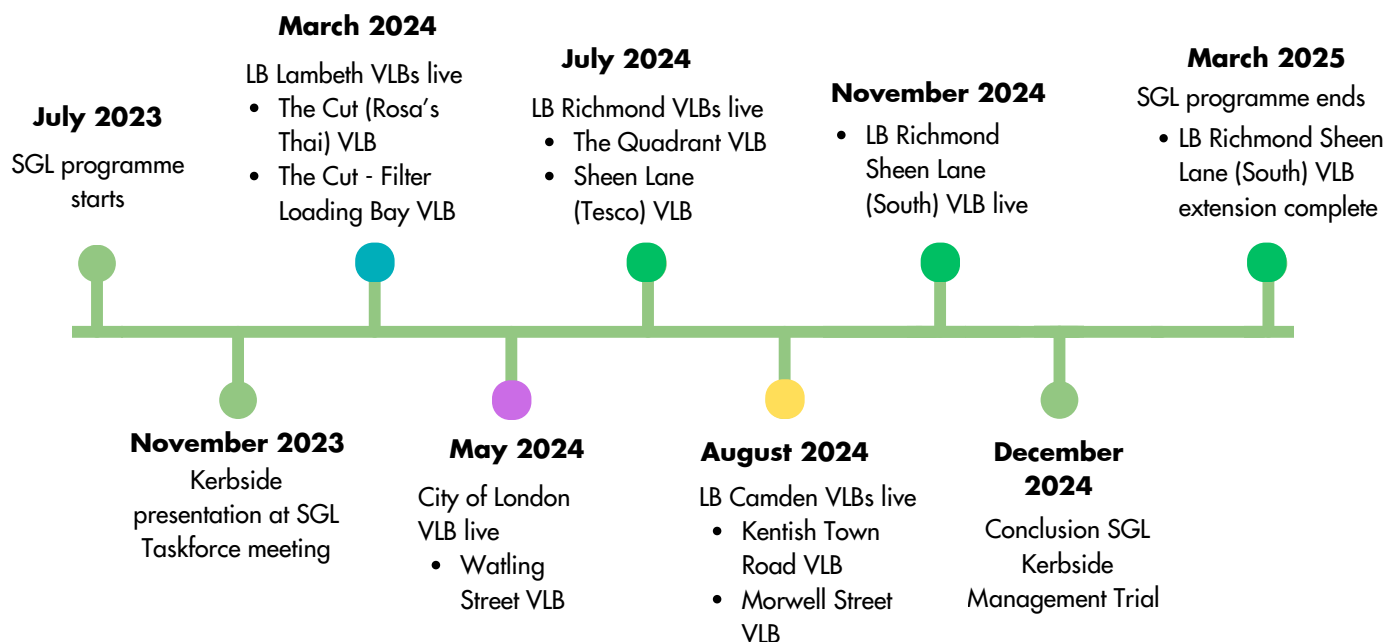 July 2023
SGL programme
starts
March 2024
LB Lambeth VLBs live
• The Cut (Rosa's
Thai) VLB
• The Cut - Filter
Loading Bay VLB
July 2024
LB Richmond VLBs live
• The Quadrant VLB
• Sheen Lane
(Tesco) VLB
November 2024
• LB Richmond
Sheen Lane
(South) VLB live
March 2025
SGL programme ends
• LB Richmond Sheen
Lane (South) VLB
extension complete
November 2023
Kerbside
presentation at SGL
Taskforce meeting
May 2024
City of London
VLB live
• Watling
Street VLB
August 2024
LB Camden VLBs live
• Kentish Town
Road VLB
• Morwell Street
VLB
December
2024
Conclusion SGL
Kerbside
Management Trial